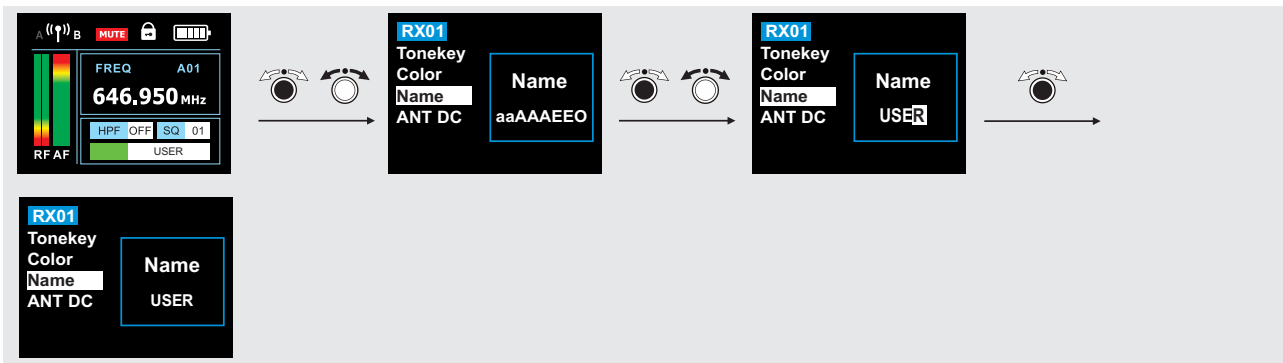 A B MUTE
FREQ A01
646.950 MHz
HPF OFF SQ 01
USER
RF AF
RX01
Tonekey
Color
Name
ANT DC
Name
aaAAAEEO
RX01
Tonekey
Color
Name
ANT DC
Name
USER
RX01
Tonekey
Color
Name
ANT DC
Name
USER